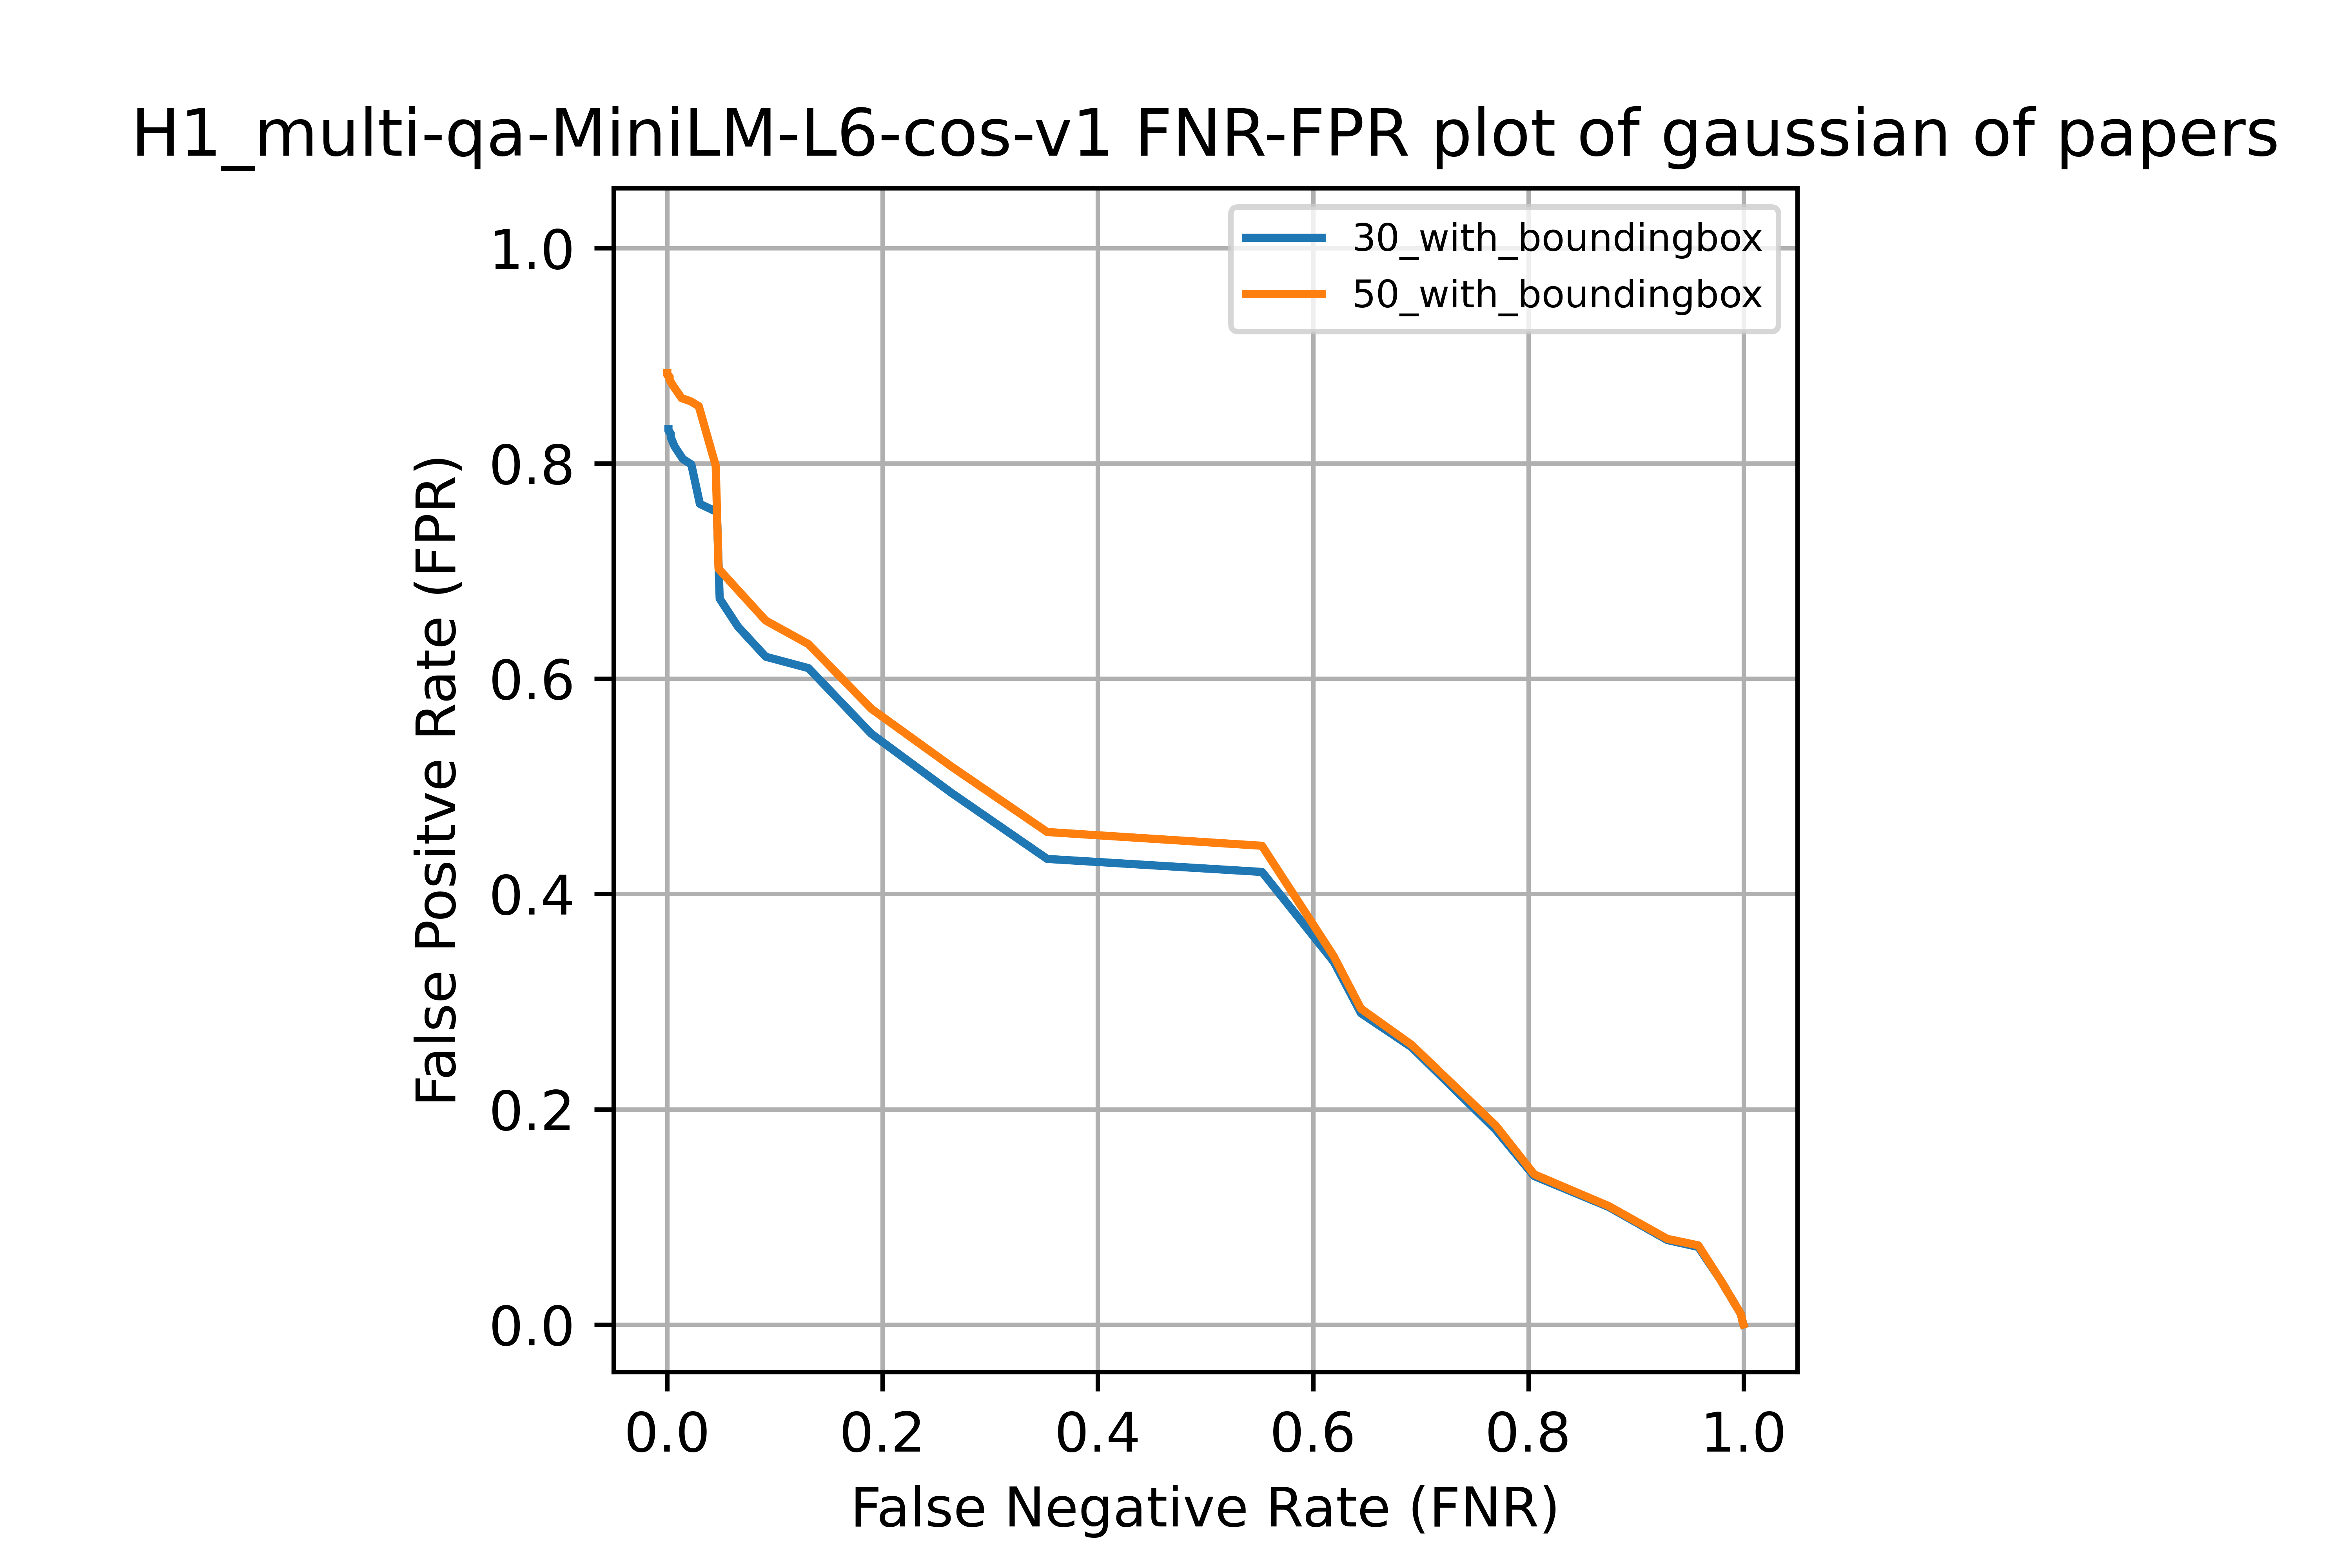 H1_multi-qa-MiniLM-L6-cos-v1 FNR-FPR plot of gaussian of papers
30_with_boundingbox
50_with_boundingbox
False Positve Rate (FPR)
1.0
0.8
0.6
0.4
0.2
0.0
0.0 0.2 0.4 0.6 0.8 1.0
False Negative Rate (FNR)